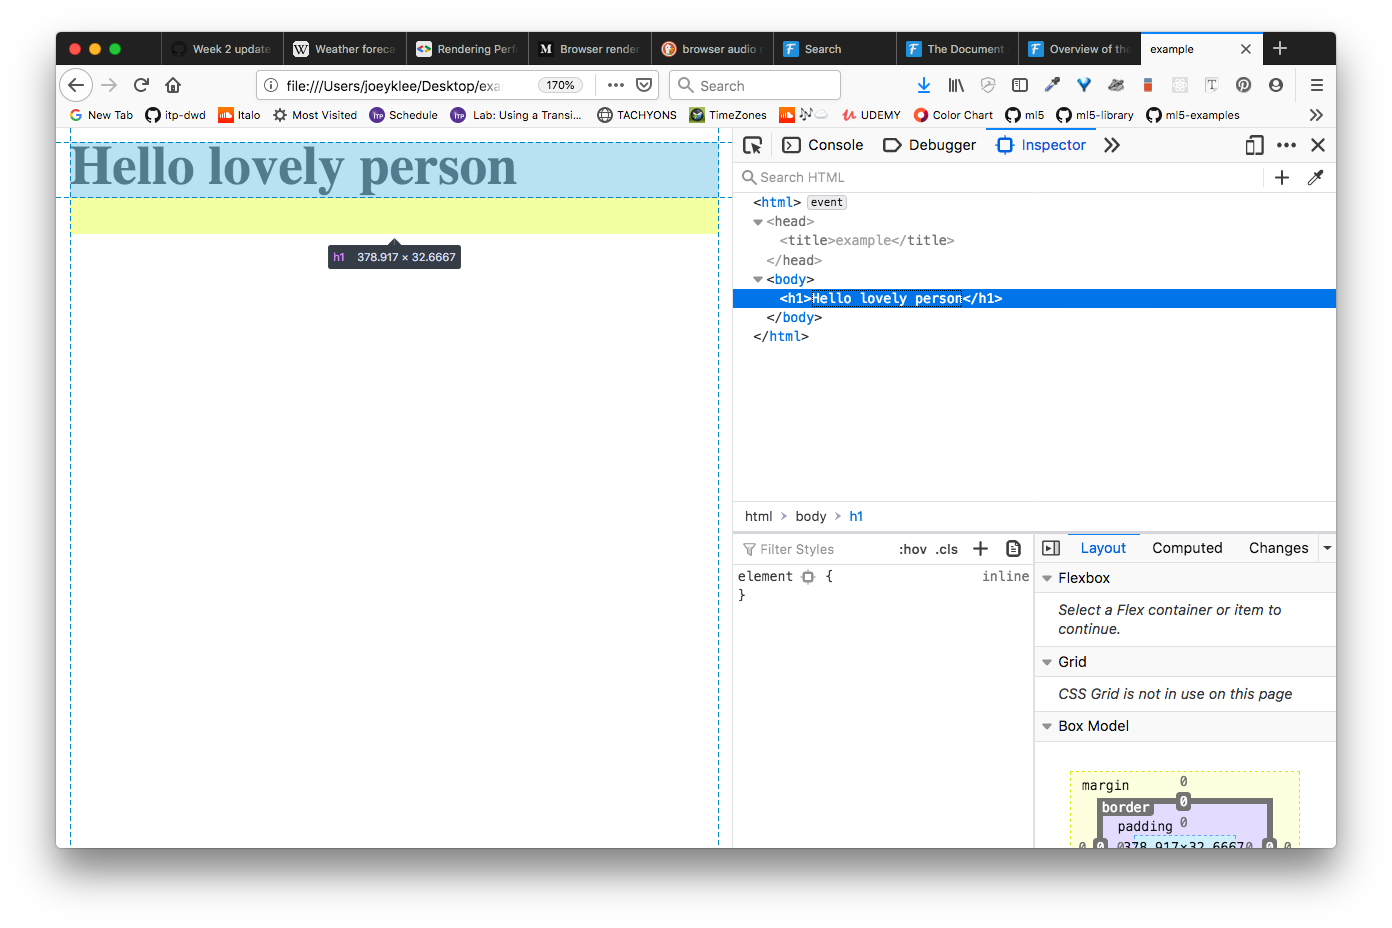 Week 2 update
Weather foreca
Rendering Perf
Browser render
browser audio
Search
The Document
Overview of the
example
file:///Users/joeyklee/Desktop/exa
170%
Search
New Tab
itp-dwd
Italo
Most Visited
Schedule
Lab: Using a Transi...
TACHYONS
TimeZones
UDEMY
Color Chart
ml5
ml5-library
ml5-examples
Hello lovely person
h1 378.917 × 32.6667
Console
Debugger
Inspector
Search HTML
<html> event
<head>
<title>example</title>
</head>
<body>
<h1>Hello lovely person</h1>
</body>
</html>
html > body > h1
Filter Styles
:hov .cls
element { inline
}
Layout
Computed
Changes
Flexbox
Select a Flex container or item to
continue.
Grid
CSS Grid is not in use on this page
Box Model
margin 0
border 0
padding 0
0 0 0 378.917×32.6667 0 0 0